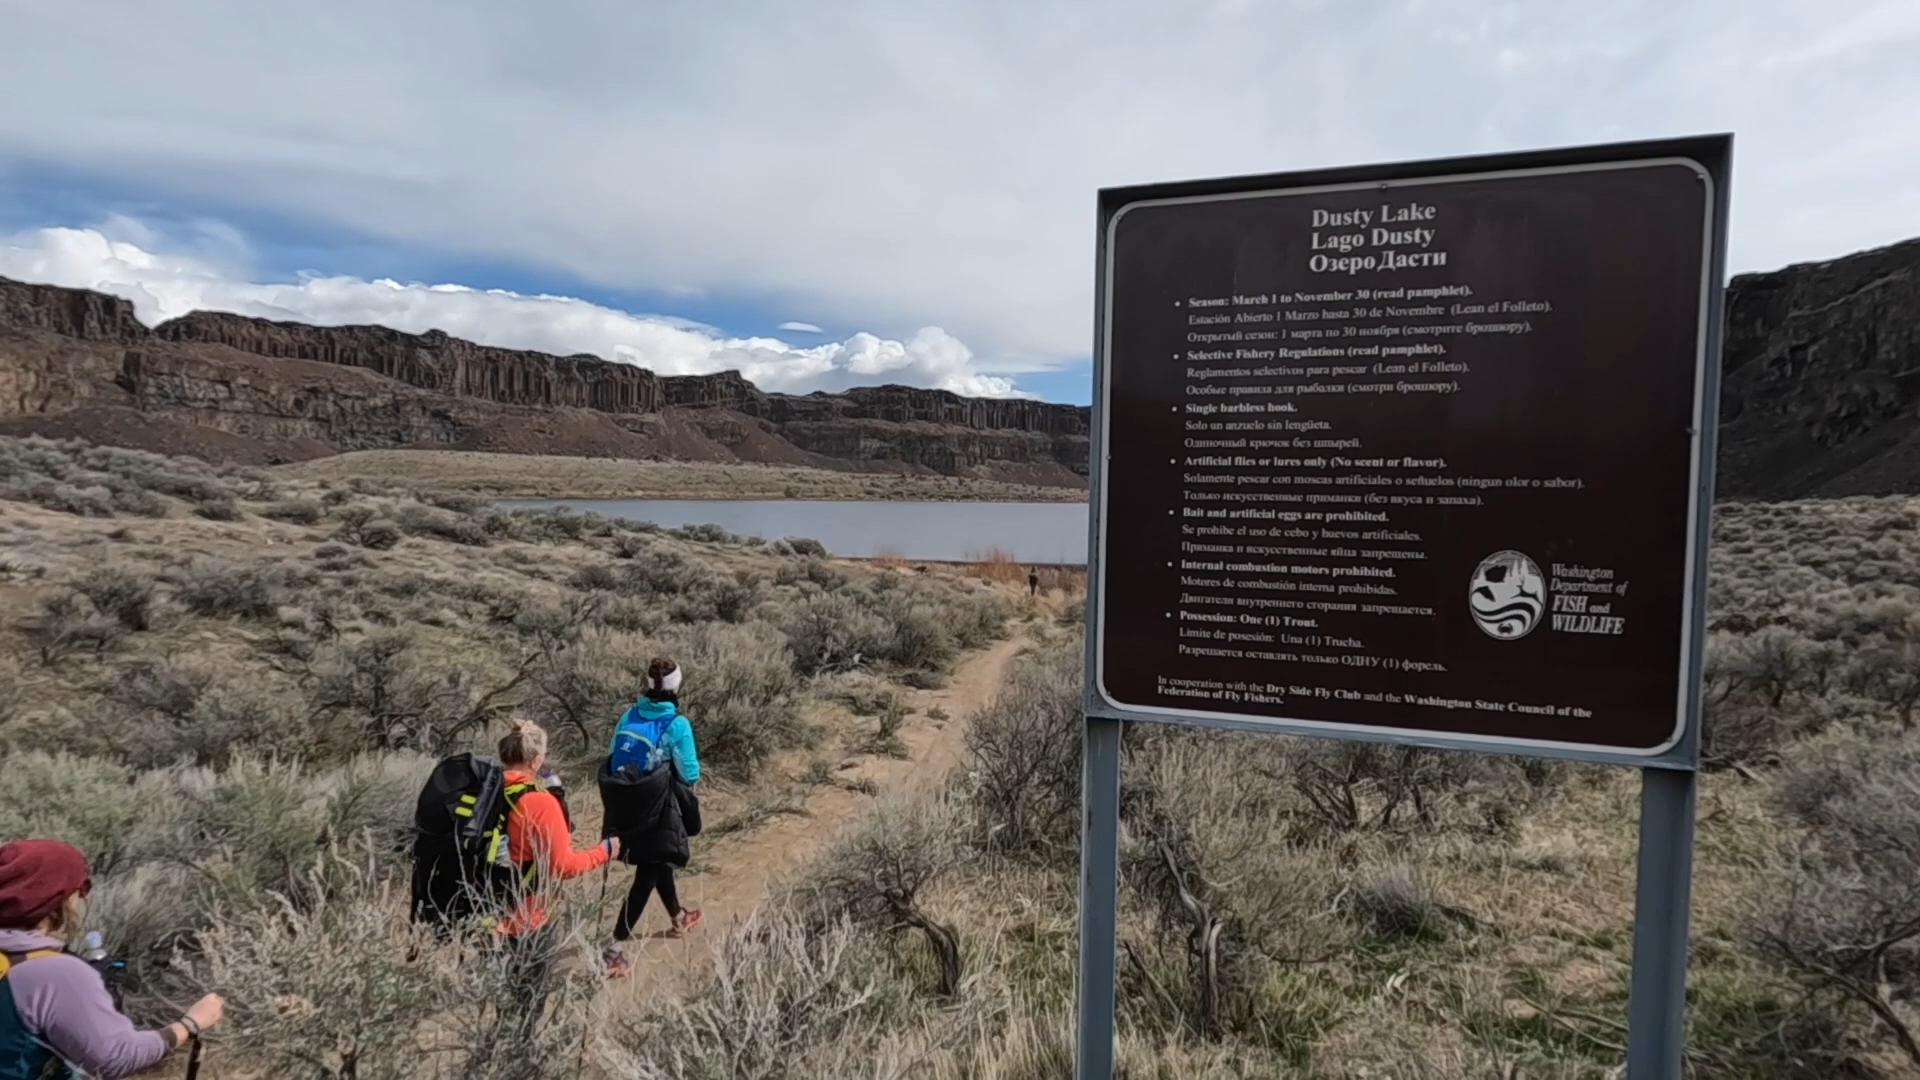 Dusty Lake
Lago Dusty
Озеро Дасти
• Season: March 1 to November 30 (read pamphlet).
Estación Abierto 1 Marzo hasta 30 de Novembre (Lean el Folleto).
Открытый сезон: 1 марта по 30 ноября (смотрите брошюру).
• Selective Fishery Regulations (read pamphlet).
Reglamentos selectivos para pescar (Lean el Folleto).
Особые правила для рыбалки (смотри брошюру).
• Single barbless hook.
Solo un anzuelo sin lengüeta.
Одиночный крючок без шпырей.
• Artificial flies or lures only (No scent or flavor).
Solamente pescar con moscas artificiales o señuelos (ningun olor o sabor).
Только искусственные приманки (без вкуса и запаха).
• Bait and artificial eggs are prohibited.
Se prohibe el uso de cebo y huevos artificiales.
Приманка и искусственные яйца запрещены.
• Internal combustion motors prohibited.
Motores de combustión interna prohibidas.
Двигатели внутреннего сгорания запрещается.
• Possession: One (1) Trout.
Limite de posesión: Una (1) Trucha.
Разрешается оставлять только ОДНУ (1) форель.
Washington
Department of
FISH and
WILDLIFE
In cooperation with the Dry Side Fly Club and the Washington State Council of the
Federation of Fly Fishers.